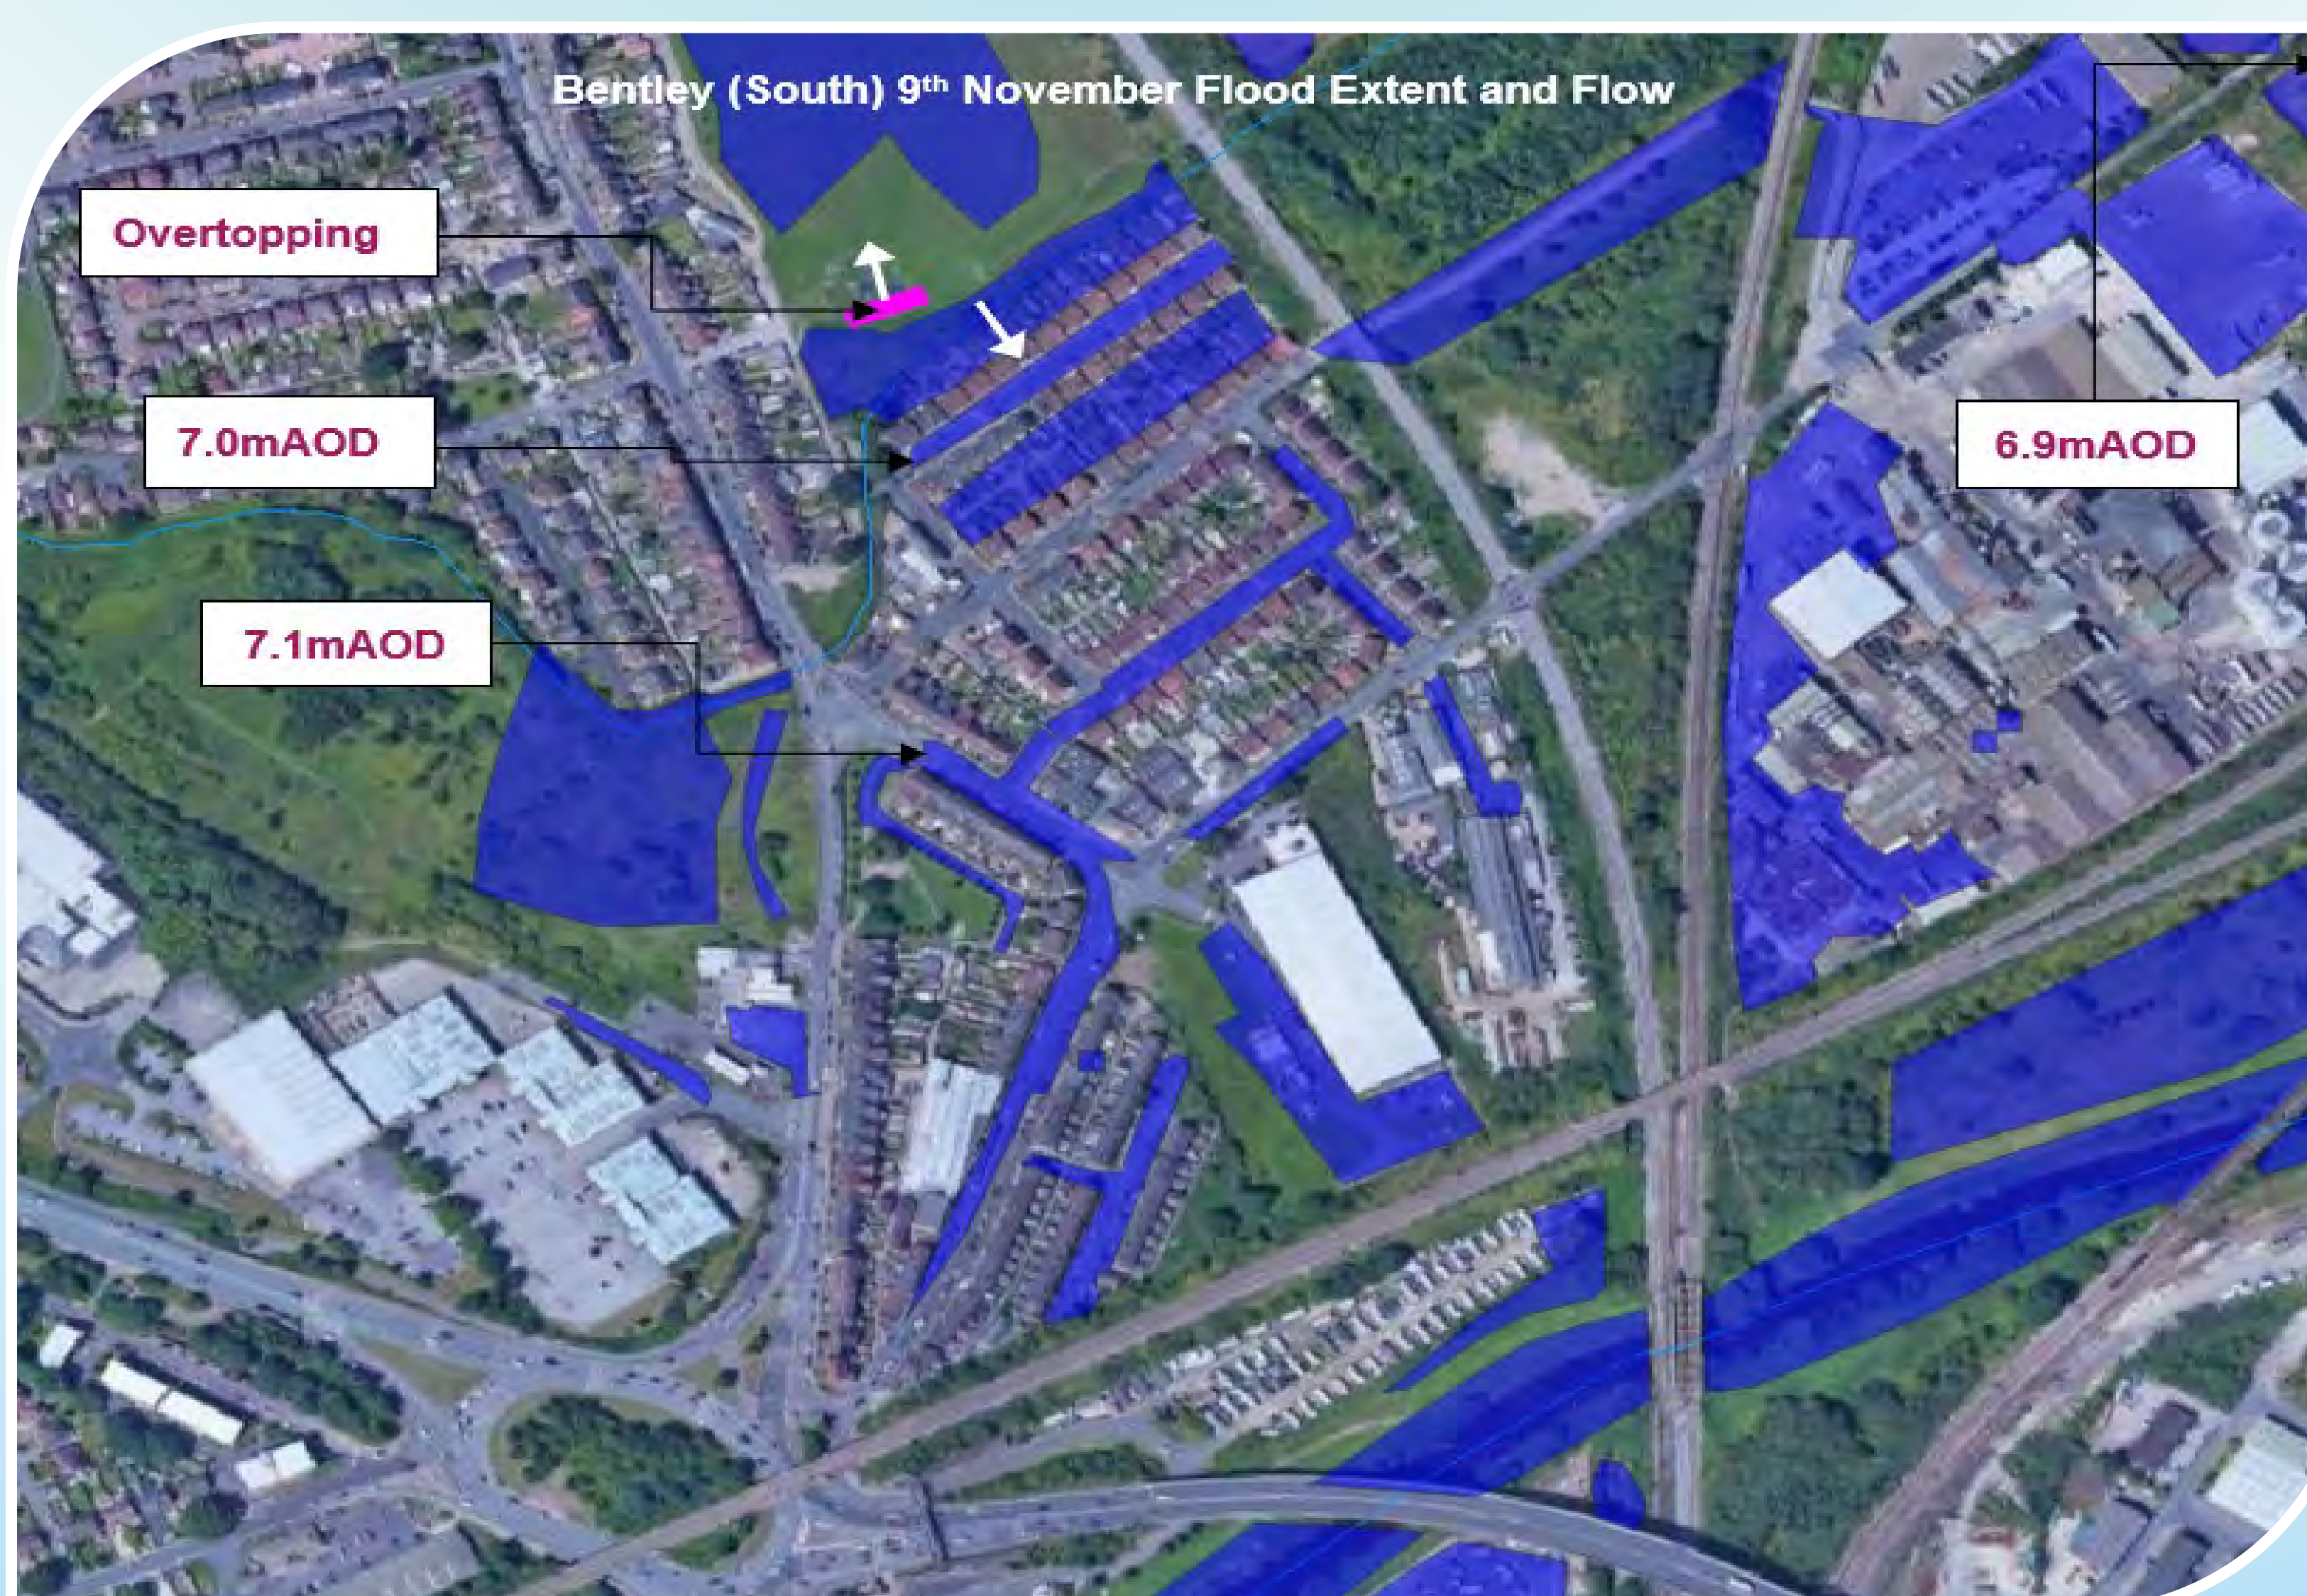 Bentley (South) 9th November Flood Extent and Flow
Overtopping
7.0mAOD
6.9mAOD
7.1mAOD